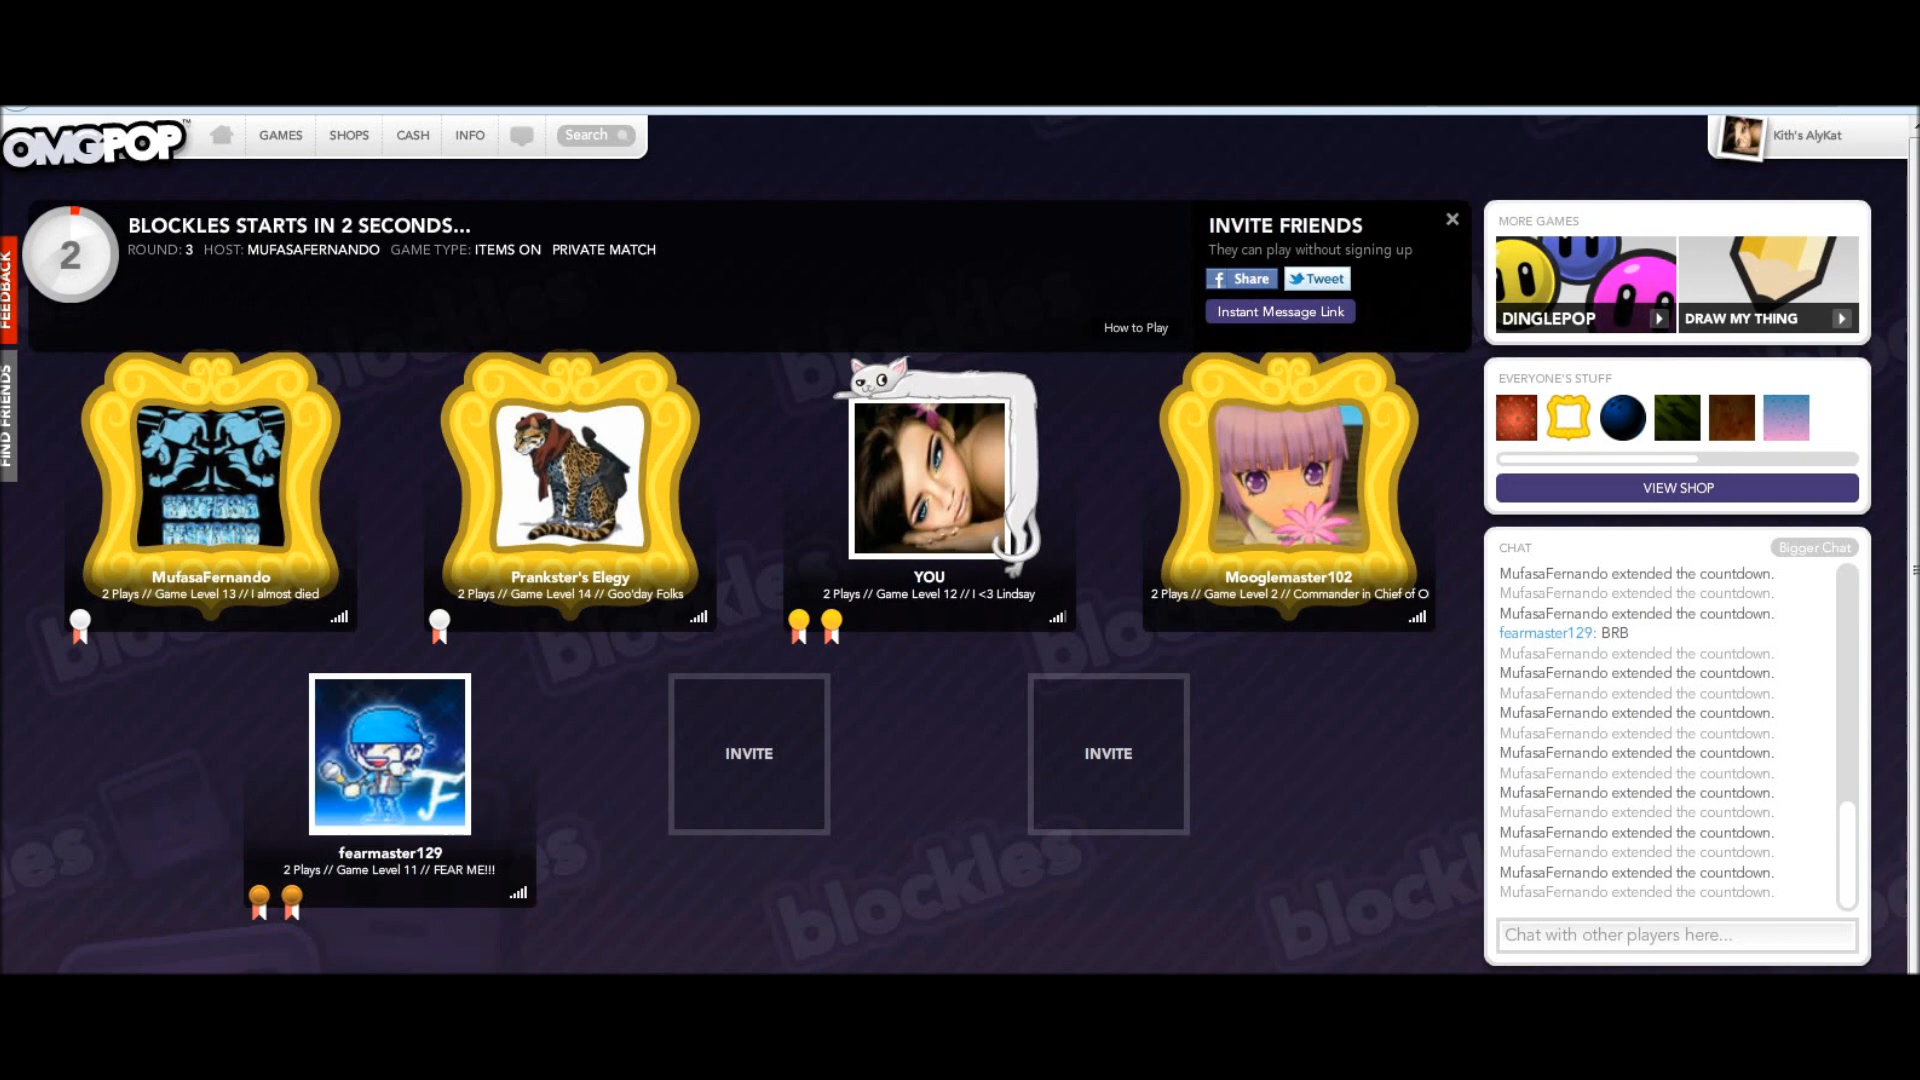 OMGPOP™
GAMES
SHOPS
CASH
INFO
Search
Kith's AlyKat
FEEDBACK
FIND FRIENDS
2
BLOCKLES STARTS IN 2 SECONDS...
ROUND: 3 HOST: MUFASAFERNANDO GAME TYPE: ITEMS ON PRIVATE MATCH
How to Play
INVITE FRIENDS
They can play without signing up
f Share
Tweet
Instant Message Link
MufasaFernando
2 Plays // Game Level 13 // I almost died
Prankster's Elegy
2 Plays // Game Level 14 // Goo'day Folks
YOU
2 Plays // Game Level 12 // I <3 Lindsay
Mooglemaster102
2 Plays // Game Level 2 // Commander in Chief of O
fearmaster129
2 Plays // Game Level 11 // FEAR ME!!!
INVITE
INVITE
blockles
blockles
blockles
blockles
MORE GAMES
DINGLEPOP
DRAW MY THING
EVERYONE'S STUFF
VIEW SHOP
CHAT
Bigger Chat
MufasaFernando extended the countdown.
MufasaFernando extended the countdown.
MufasaFernando extended the countdown.
fearmaster129: BRB
MufasaFernando extended the countdown.
MufasaFernando extended the countdown.
MufasaFernando extended the countdown.
MufasaFernando extended the countdown.
MufasaFernando extended the countdown.
MufasaFernando extended the countdown.
MufasaFernando extended the countdown.
MufasaFernando extended the countdown.
MufasaFernando extended the countdown.
MufasaFernando extended the countdown.
MufasaFernando extended the countdown.
MufasaFernando extended the countdown.
MufasaFernando extended the countdown.
Chat with other players here...